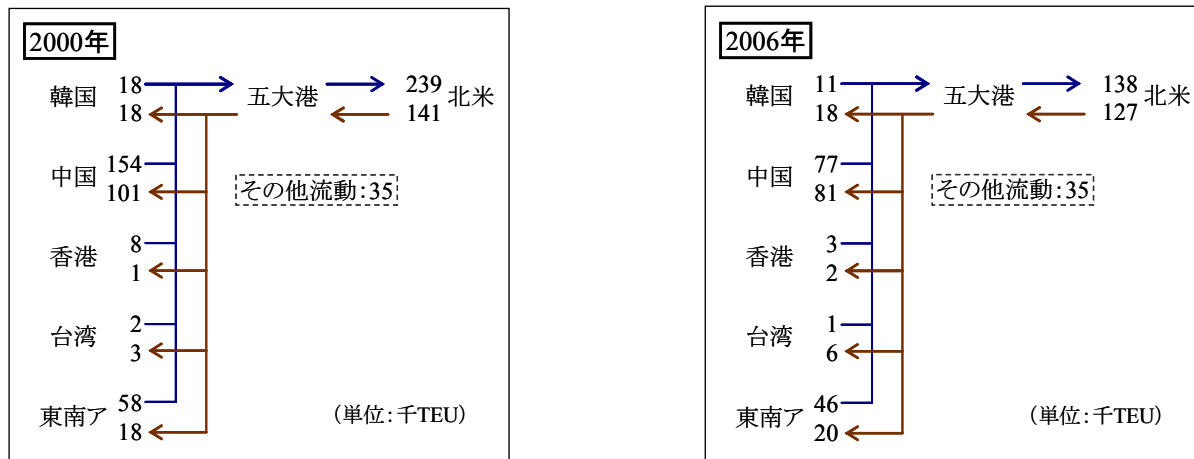 2000年
韓国 18 五大港 239 北米
18 141
中国 154
101
その他流動:35
香港 8
1
台湾 2
3
東南ア 58
18
(単位:千TEU)
2006年
韓国 11 五大港 138 北米
18 127
中国 77
81
その他流動:35
香港 3
2
台湾 1
6
東南ア 46
20
(単位:千TEU)